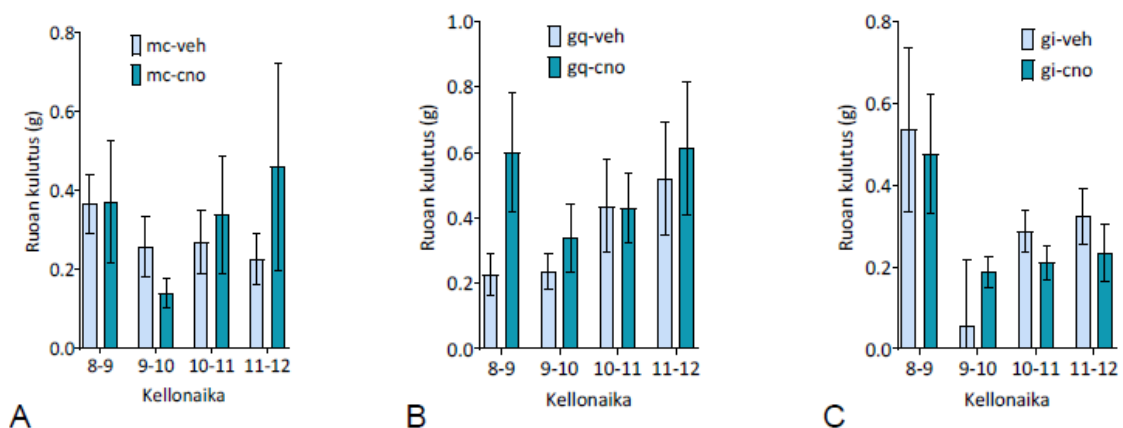 mc-veh
mc-cno
Ruoan kulutus (g)
0.8
0.6
0.4
0.2
0.0
8-9 9-10 10-11 11-12
Kellonaika
A
gq-veh
gq-cno
Ruoan kulutus (g)
1.0
0.8
0.6
0.4
0.2
0.0
8-9 9-10 10-11 11-12
Kellonaika
B
gi-veh
gi-cno
Ruoan kulutus (g)
0.8
0.6
0.4
0.2
0.0
8-9 9-10 10-11 11-12
Kellonaika
C